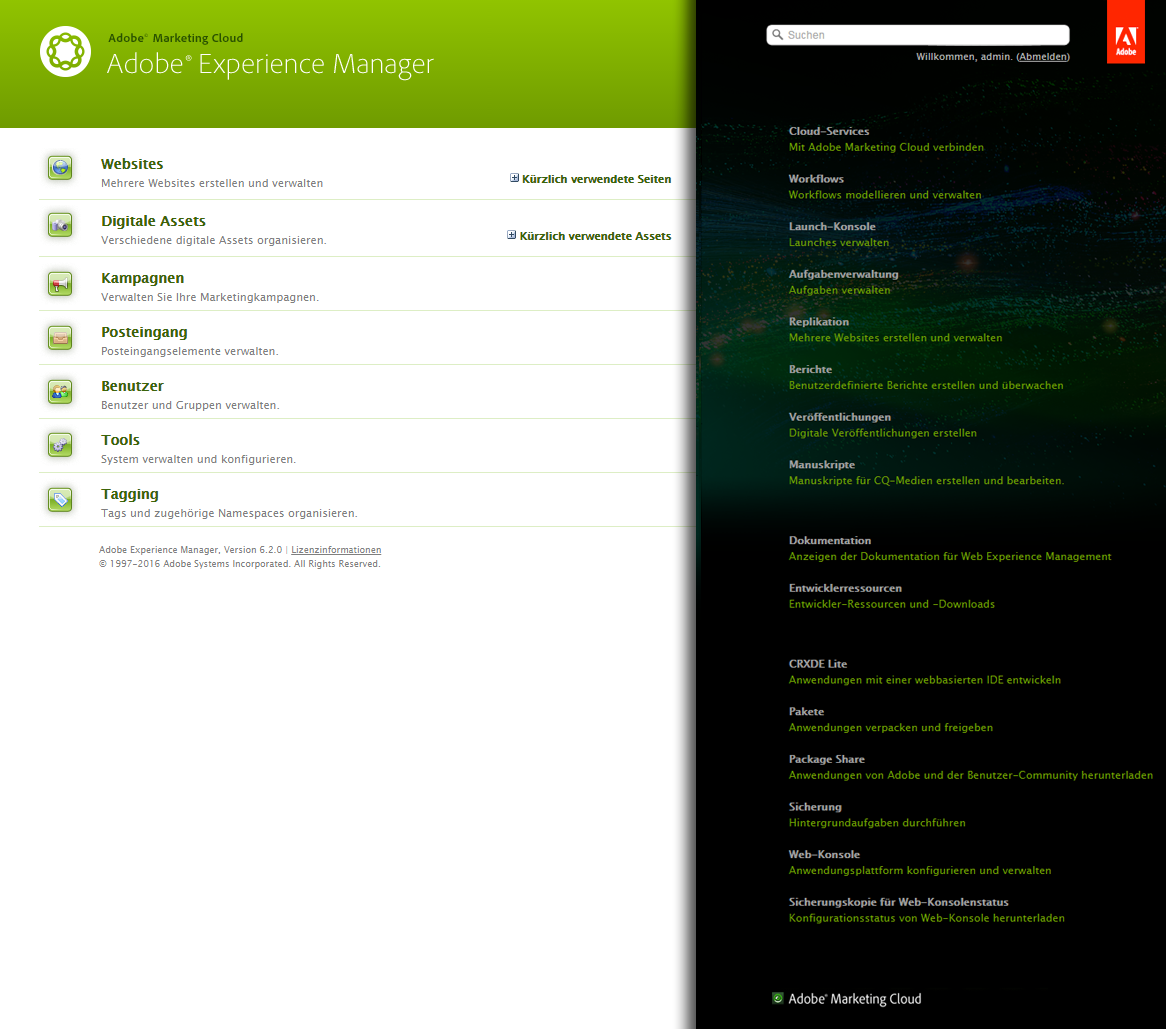 Adobe® Marketing Cloud
Adobe® Experience Manager
Websites
Mehrere Websites erstellen und verwalten
Kürzlich verwendete Seiten
Digitale Assets
Verschiedene digitale Assets organisieren.
Kürzlich verwendete Assets
Kampagnen
Verwalten Sie Ihre Marketingkampagnen.
Posteingang
Posteingangselemente verwalten.
Benutzer
Benutzer und Gruppen verwalten.
Tools
System verwalten und konfigurieren.
Tagging
Tags und zugehörige Namespaces organisieren.
Adobe Experience Manager, Version 6.2.0 | Lizenzinformationen
© 1997-2016 Adobe Systems Incorporated. All Rights Reserved.
Suchen
Willkommen, admin. (Abmelden)
Adobe
Cloud-Services
Mit Adobe Marketing Cloud verbinden
Workflows
Workflows modellieren und verwalten
Launch-Konsole
Launches verwalten
Aufgabenverwaltung
Aufgaben verwalten
Replikation
Mehrere Websites erstellen und verwalten
Berichte
Benutzerdefinierte Berichte erstellen und überwachen
Veröffentlichungen
Digitale Veröffentlichungen erstellen
Manuskripte
Manuskripte für CQ-Medien erstellen und bearbeiten.
Dokumentation
Anzeigen der Dokumentation für Web Experience Management
Entwicklerressourcen
Entwickler-Ressourcen und -Downloads
CRXDE Lite
Anwendungen mit einer webbasierten IDE entwickeln
Pakete
Anwendungen verpacken und freigeben
Package Share
Anwendungen von Adobe und der Benutzer-Community herunterladen
Sicherung
Hintergrundaufgaben durchführen
Web-Konsole
Anwendungsplattform konfigurieren und verwalten
Sicherungskopie für Web-Konsolenstatus
Konfigurationsstatus von Web-Konsole herunterladen
Adobe® Marketing Cloud